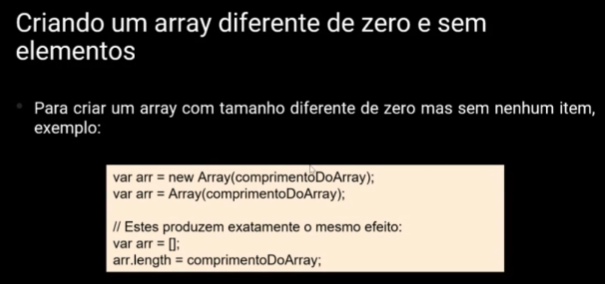 Criando um array diferente de zero e sem
elementos
Para criar um array com tamanho diferente de zero mas sem nenhum item,
exemplo:
var arr = new Array(comprimentoDoArray);
var arr = Array(comprimentoDoArray);
// Estes produzem exatamente o mesmo efeito:
var arr = [];
arr.length = comprimentoDoArray;